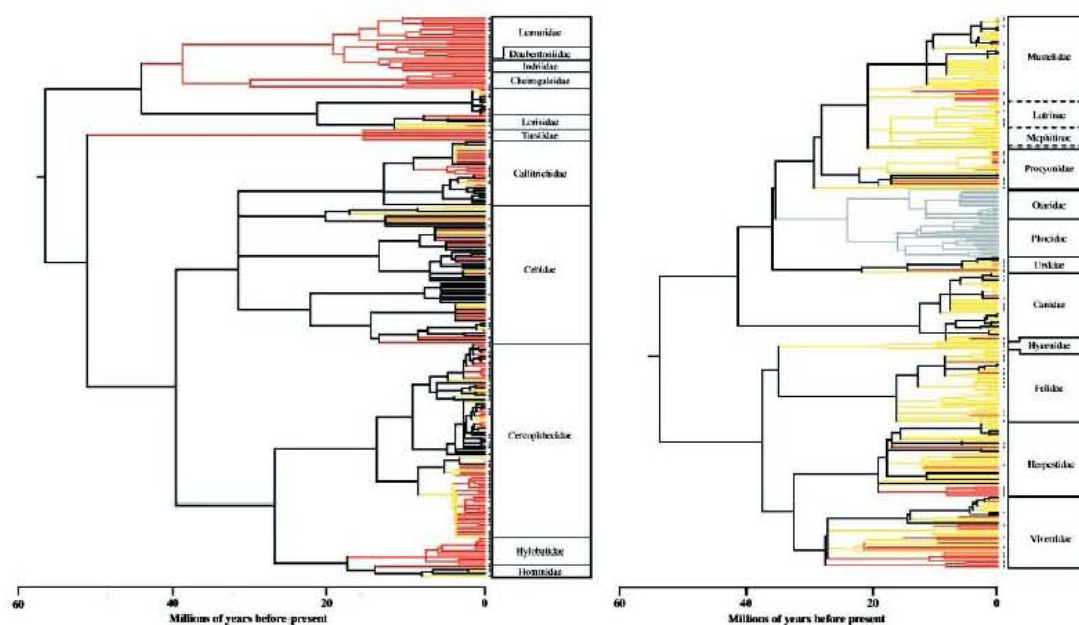 Lemuridae
Daubentoniidae
Indriidae
Cheirogaleidae
Lorisidae
Tarsiidae
Callitrichidae
Cebidae
Cercopithecidae
Hylobatidae
Hominidae
60
40
20
0
Millions of years before present
Mustelidae
Lutrinae
Mephitinae
Procyonidae
Otariidae
Phocidae
Ursidae
Canidae
Hyaenidae
Felidae
Herpestidae
Viverridae
60
40
20
0
Millions of years before present